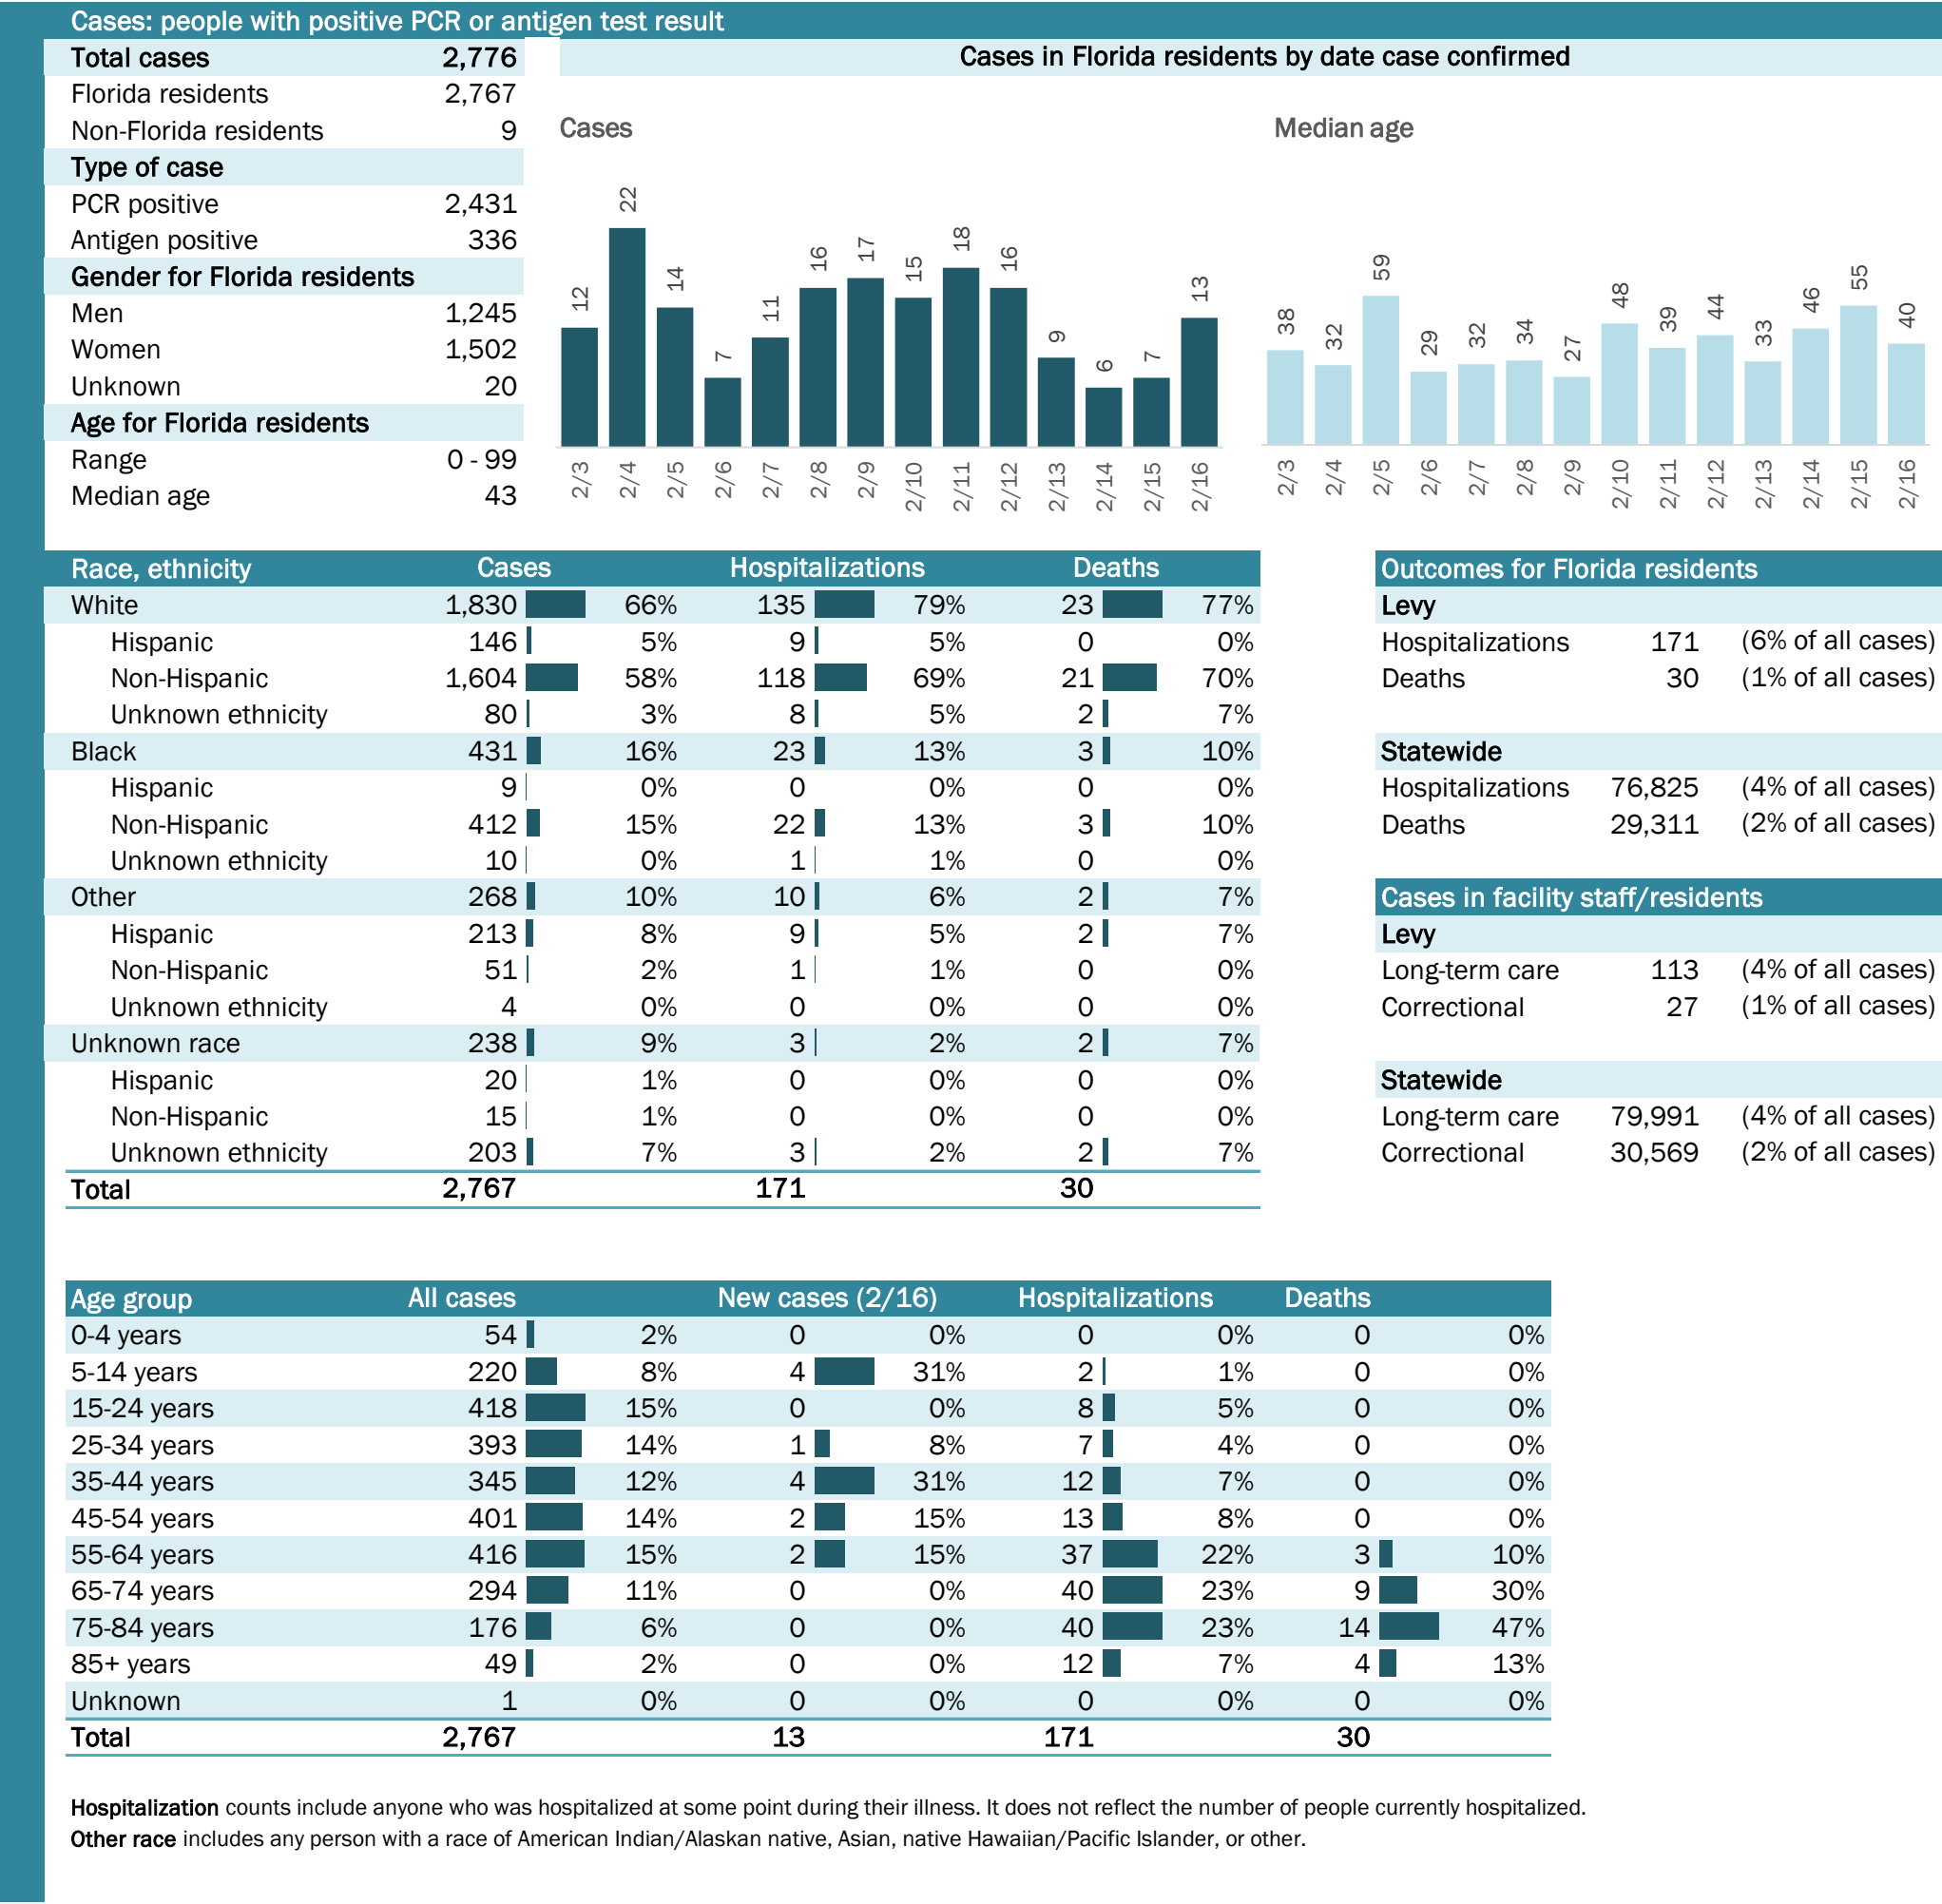 Cases: people with positive PCR or antigen test result
Total cases 2,776
Florida residents 2,767
Non-Florida residents 9
Type of case
PCR positive 2,431
Antigen positive 336
Gender for Florida residents
Men 1,245
Women 1,502
Unknown 20
Age for Florida residents
Range 0 - 99
Median age 43
Cases in Florida residents by date case confirmed
Cases
12 22 14 7 11 16 17 15 18 16 9 6 7 13
2/3 2/4 2/5 2/6 2/7 2/8 2/9 2/10 2/11 2/12 2/13 2/14 2/15 2/16
Median age
38 32 59 29 32 34 27 48 39 44 33 46 55 40
2/3 2/4 2/5 2/6 2/7 2/8 2/9 2/10 2/11 2/12 2/13 2/14 2/15 2/16
Race, ethnicity Cases Hospitalizations Deaths
White 1,830 66% 135 79% 23 77%
Hispanic 146 5% 9 5% 0 0%
Non-Hispanic 1,604 58% 118 69% 21 70%
Unknown ethnicity 80 3% 8 5% 2 7%
Black 431 16% 23 13% 3 10%
Hispanic 9 0% 0 0% 0 0%
Non-Hispanic 412 15% 22 13% 3 10%
Unknown ethnicity 10 0% 1 1% 0 0%
Other 268 10% 10 6% 2 7%
Hispanic 213 8% 9 5% 2 7%
Non-Hispanic 51 2% 1 1% 0 0%
Unknown ethnicity 4 0% 0 0% 0 0%
Unknown race 238 9% 3 2% 2 7%
Hispanic 20 1% 0 0% 0 0%
Non-Hispanic 15 1% 0 0% 0 0%
Unknown ethnicity 203 7% 3 2% 2 7%
Total 2,767 171 30
Outcomes for Florida residents
Levy
Hospitalizations 171 (6% of all cases)
Deaths 30 (1% of all cases)
Statewide
Hospitalizations 76,825 (4% of all cases)
Deaths 29,311 (2% of all cases)
Cases in facility staff/residents
Levy
Long-term care 113 (4% of all cases)
Correctional 27 (1% of all cases)
Statewide
Long-term care 79,991 (4% of all cases)
Correctional 30,569 (2% of all cases)
Age group All cases New cases (2/16) Hospitalizations Deaths
0-4 years 54 2% 0 0% 0 0% 0 0%
5-14 years 220 8% 4 31% 2 1% 0 0%
15-24 years 418 15% 0 0% 8 5% 0 0%
25-34 years 393 14% 1 8% 7 4% 0 0%
35-44 years 345 12% 4 31% 12 7% 0 0%
45-54 years 401 14% 2 15% 13 8% 0 0%
55-64 years 416 15% 2 15% 37 22% 3 10%
65-74 years 294 11% 0 0% 40 23% 9 30%
75-84 years 176 6% 0 0% 40 23% 14 47%
85+ years 49 2% 0 0% 12 7% 4 13%
Unknown 1 0% 0 0% 0 0% 0 0%
Total 2,767 13 171 30
Hospitalization counts include anyone who was hospitalized at some point during their illness. It does not reflect the number of people currently hospitalized.
Other race includes any person with a race of American Indian/Alaskan native, Asian, native Hawaiian/Pacific Islander, or other.